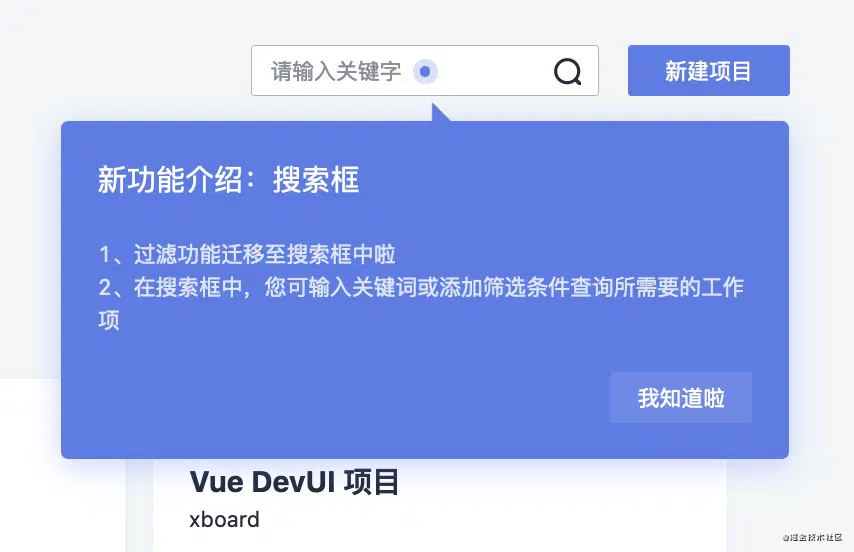 请输入关键字
新建项目
新功能介绍：搜索框
1、过滤功能迁移至搜索框中啦
2、在搜索框中，您可输入关键词或添加筛选条件查询所需要的工作
项
我知道啦
Vue DevUI 项目
xboard
@掘金技术社区